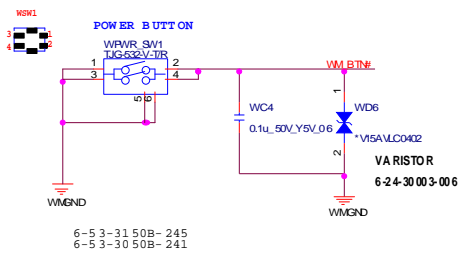 WSW1
3 1
4 2
POWER BUTTON
WPWR_SW1
TJG-532-V-T/R
1 2
3 4
5 6
WM_BTN#
1
WC4
0.1u_50V_Y5V_06
WD6
*V15AVLC0402
2
VARISTOR
6-24-30003-006
WMGND
WMGND
6-53-3150B-245
6-53-3050B-241